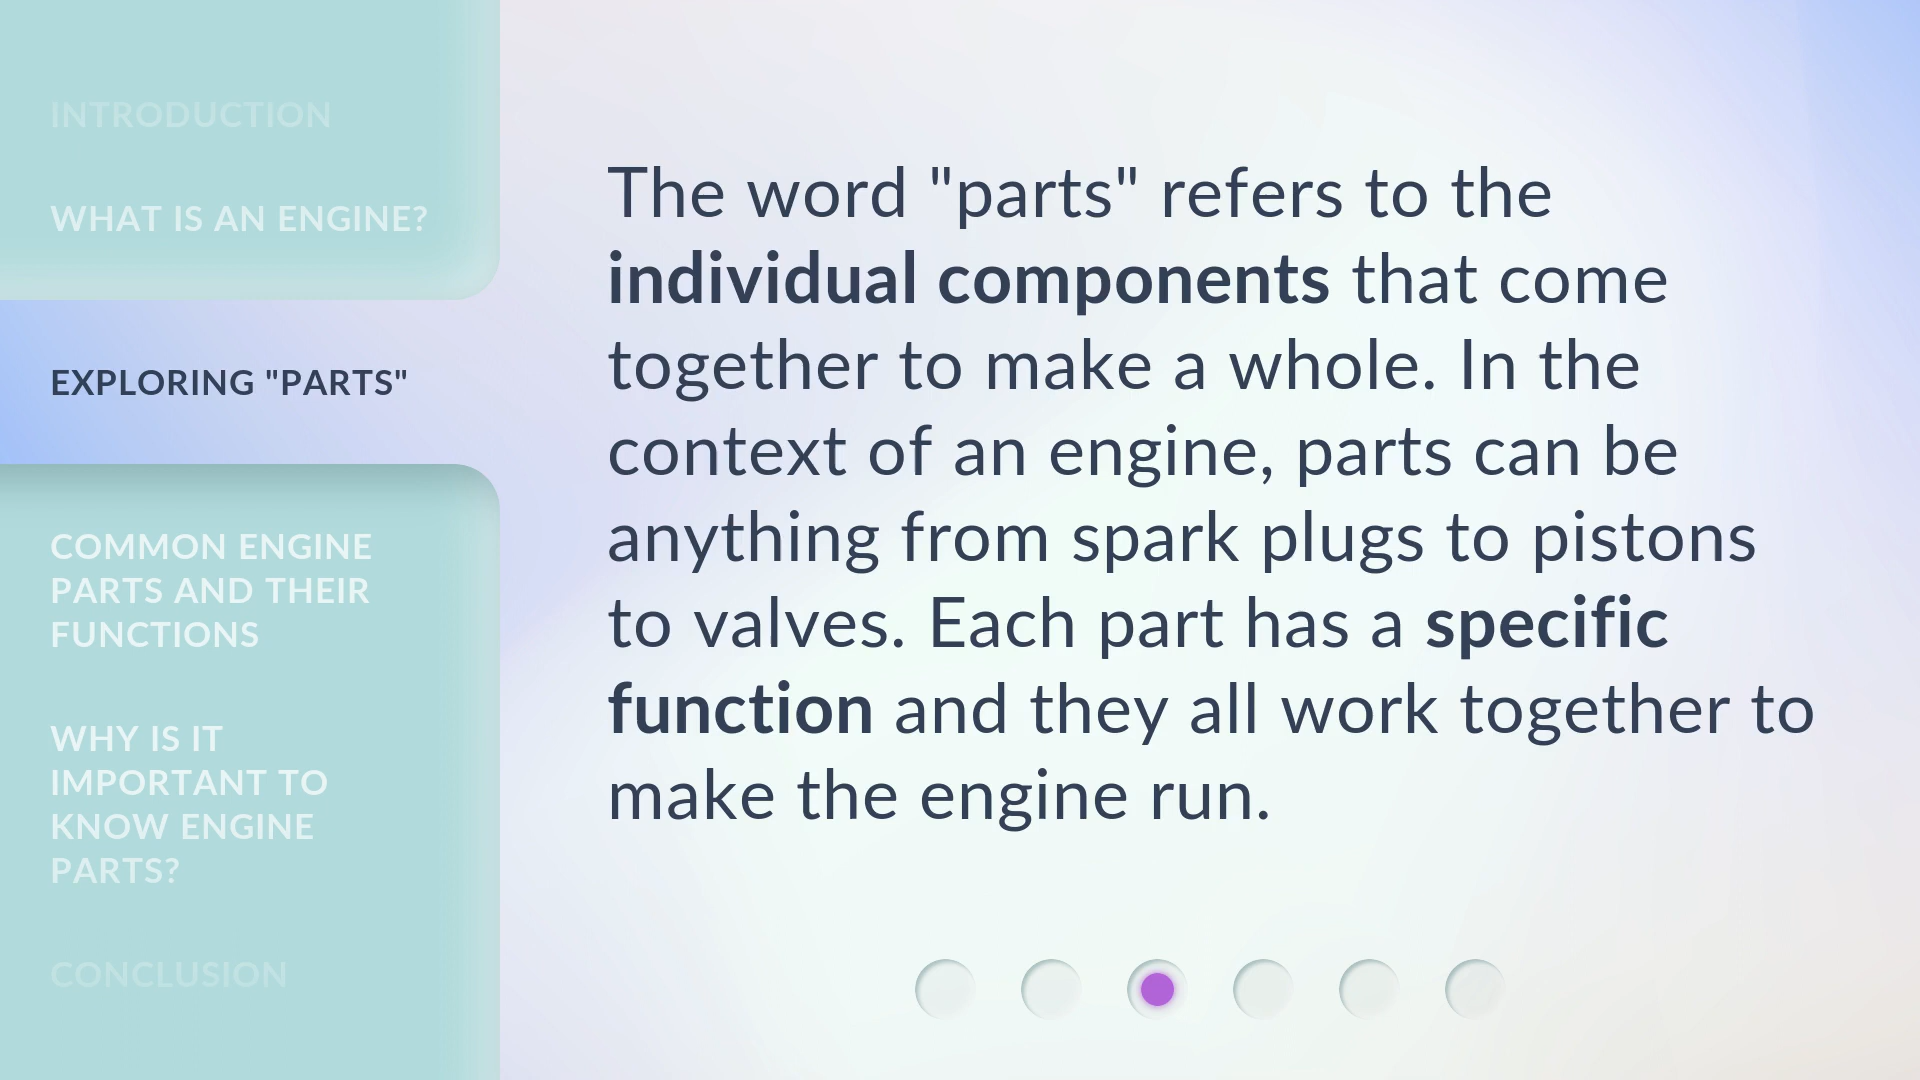 INTRODUCTION
WHAT IS AN ENGINE?
EXPLORING "PARTS"
COMMON ENGINE
PARTS AND THEIR
FUNCTIONS
WHY IS IT
IMPORTANT TO
KNOW ENGINE
PARTS?
CONCLUSION
The word "parts" refers to the
individual components that come
together to make a whole. In the
context of an engine, parts can be
anything from spark plugs to pistons
to valves. Each part has a specific
function and they all work together to
make the engine run.